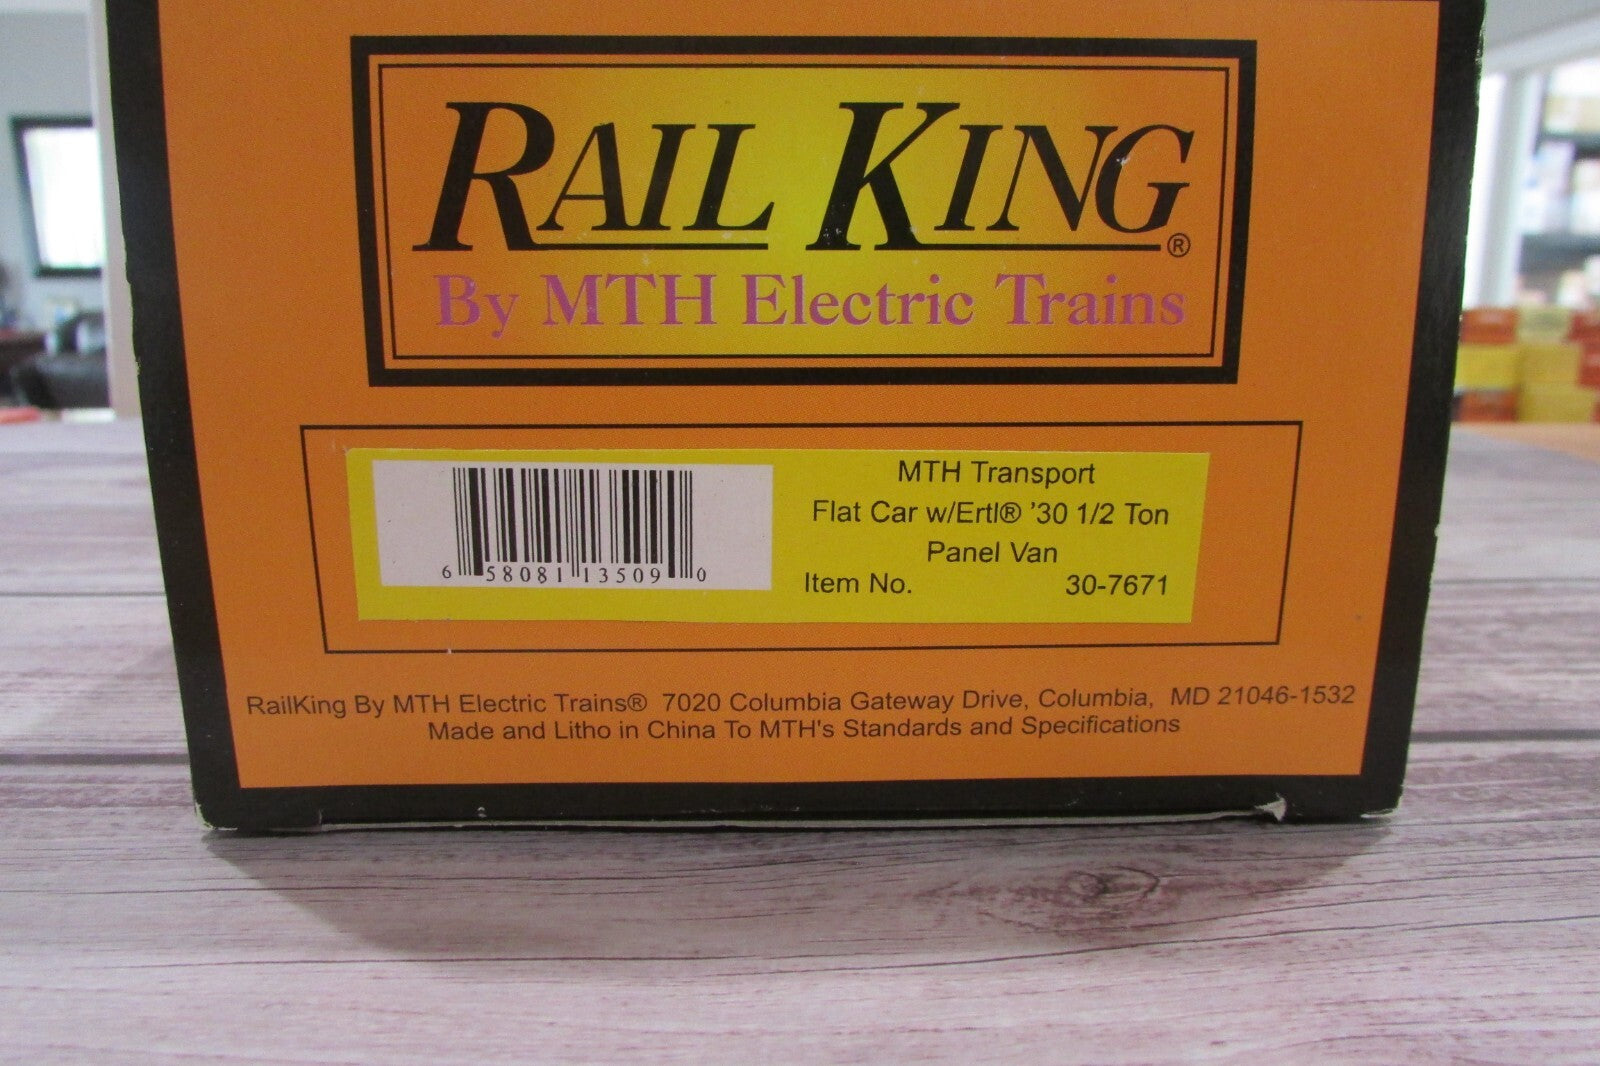 RAIL KING®
By MTH Electric Trains
MTH Transport
Flat Car w/Ertl® '30 1/2 Ton
Panel Van
Item No. 30-7671
6 58081 13509 0
RailKing By MTH Electric Trains® 7020 Columbia Gateway Drive, Columbia, MD 21046-1532
Made and Litho in China To MTH's Standards and Specifications